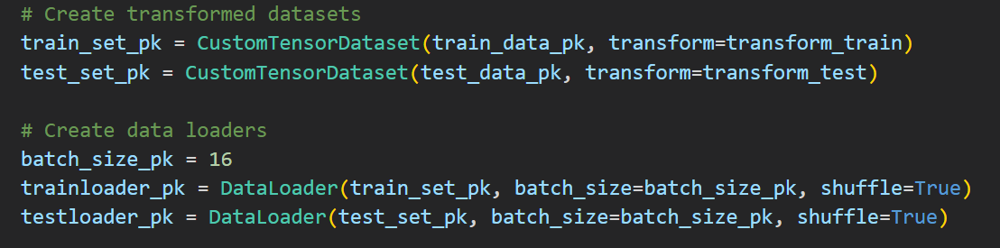 # Create transformed datasets
train_set_pk = CustomTensorDataset(train_data_pk, transform=transform_train)
test_set_pk = CustomTensorDataset(test_data_pk, transform=transform_test)
# Create data loaders
batch_size_pk = 16
trainloader_pk = DataLoader(train_set_pk, batch_size=batch_size_pk, shuffle=True)
testloader_pk = DataLoader(test_set_pk, batch_size=batch_size_pk, shuffle=True)